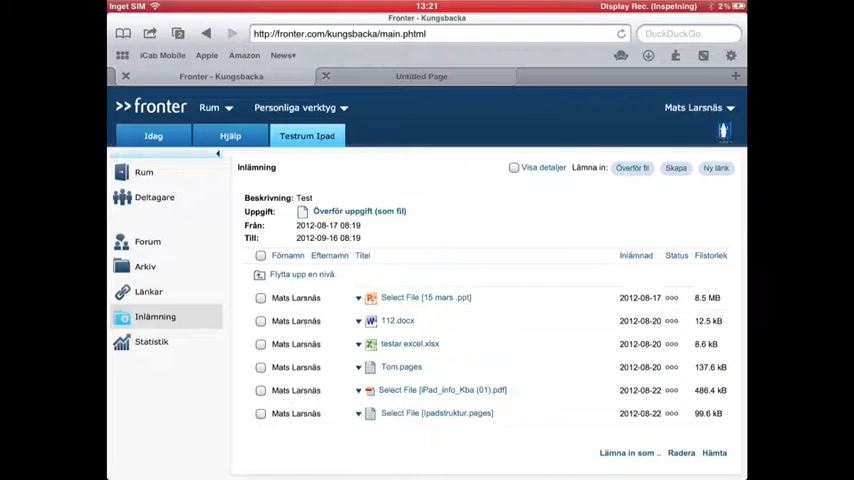 Inget SIM 13:21 Display Rec. (Inspelning) 2%
Fronter - Kungsbacka
http://fronter.com/kungsbacka/main.phtml DuckDuckGo
iCab Mobile Apple Amazon News▾
Fronter - Kungsbacka Untitled Page
>>fronter Rum Personliga verktyg Mats Larsnäs
Idag Hjälp Testrum Ipad
Rum
Deltagare
Forum
Arkiv
Länkar
Inlämning
Statistik
Inlämning Visa detaljer Lämna in: Överför fil Skapa Ny länk
Beskrivning: Test
Uppgift: Överför uppgift (som fil)
Från: 2012-08-17 08:19
Till: 2012-09-16 08:19
Förnamn Efternamn Titel Inlämnad Status Filstorlek
Flytta upp en nivå.
Mats Larsnäs Select File [15 mars .ppt] 2012-08-17 8.5 MB
Mats Larsnäs 112.docx 2012-08-20 12.5 kB
Mats Larsnäs testar excel.xlsx 2012-08-20 8.6 kB
Mats Larsnäs Tom.pages 2012-08-20 137.6 kB
Mats Larsnäs Select File [iPad_info_Kba (01).pdf] 2012-08-22 486.4 kB
Mats Larsnäs Select File [Ipadstruktur.pages] 2012-08-22 99.6 kB
Lämna in som .. Radera Hämta